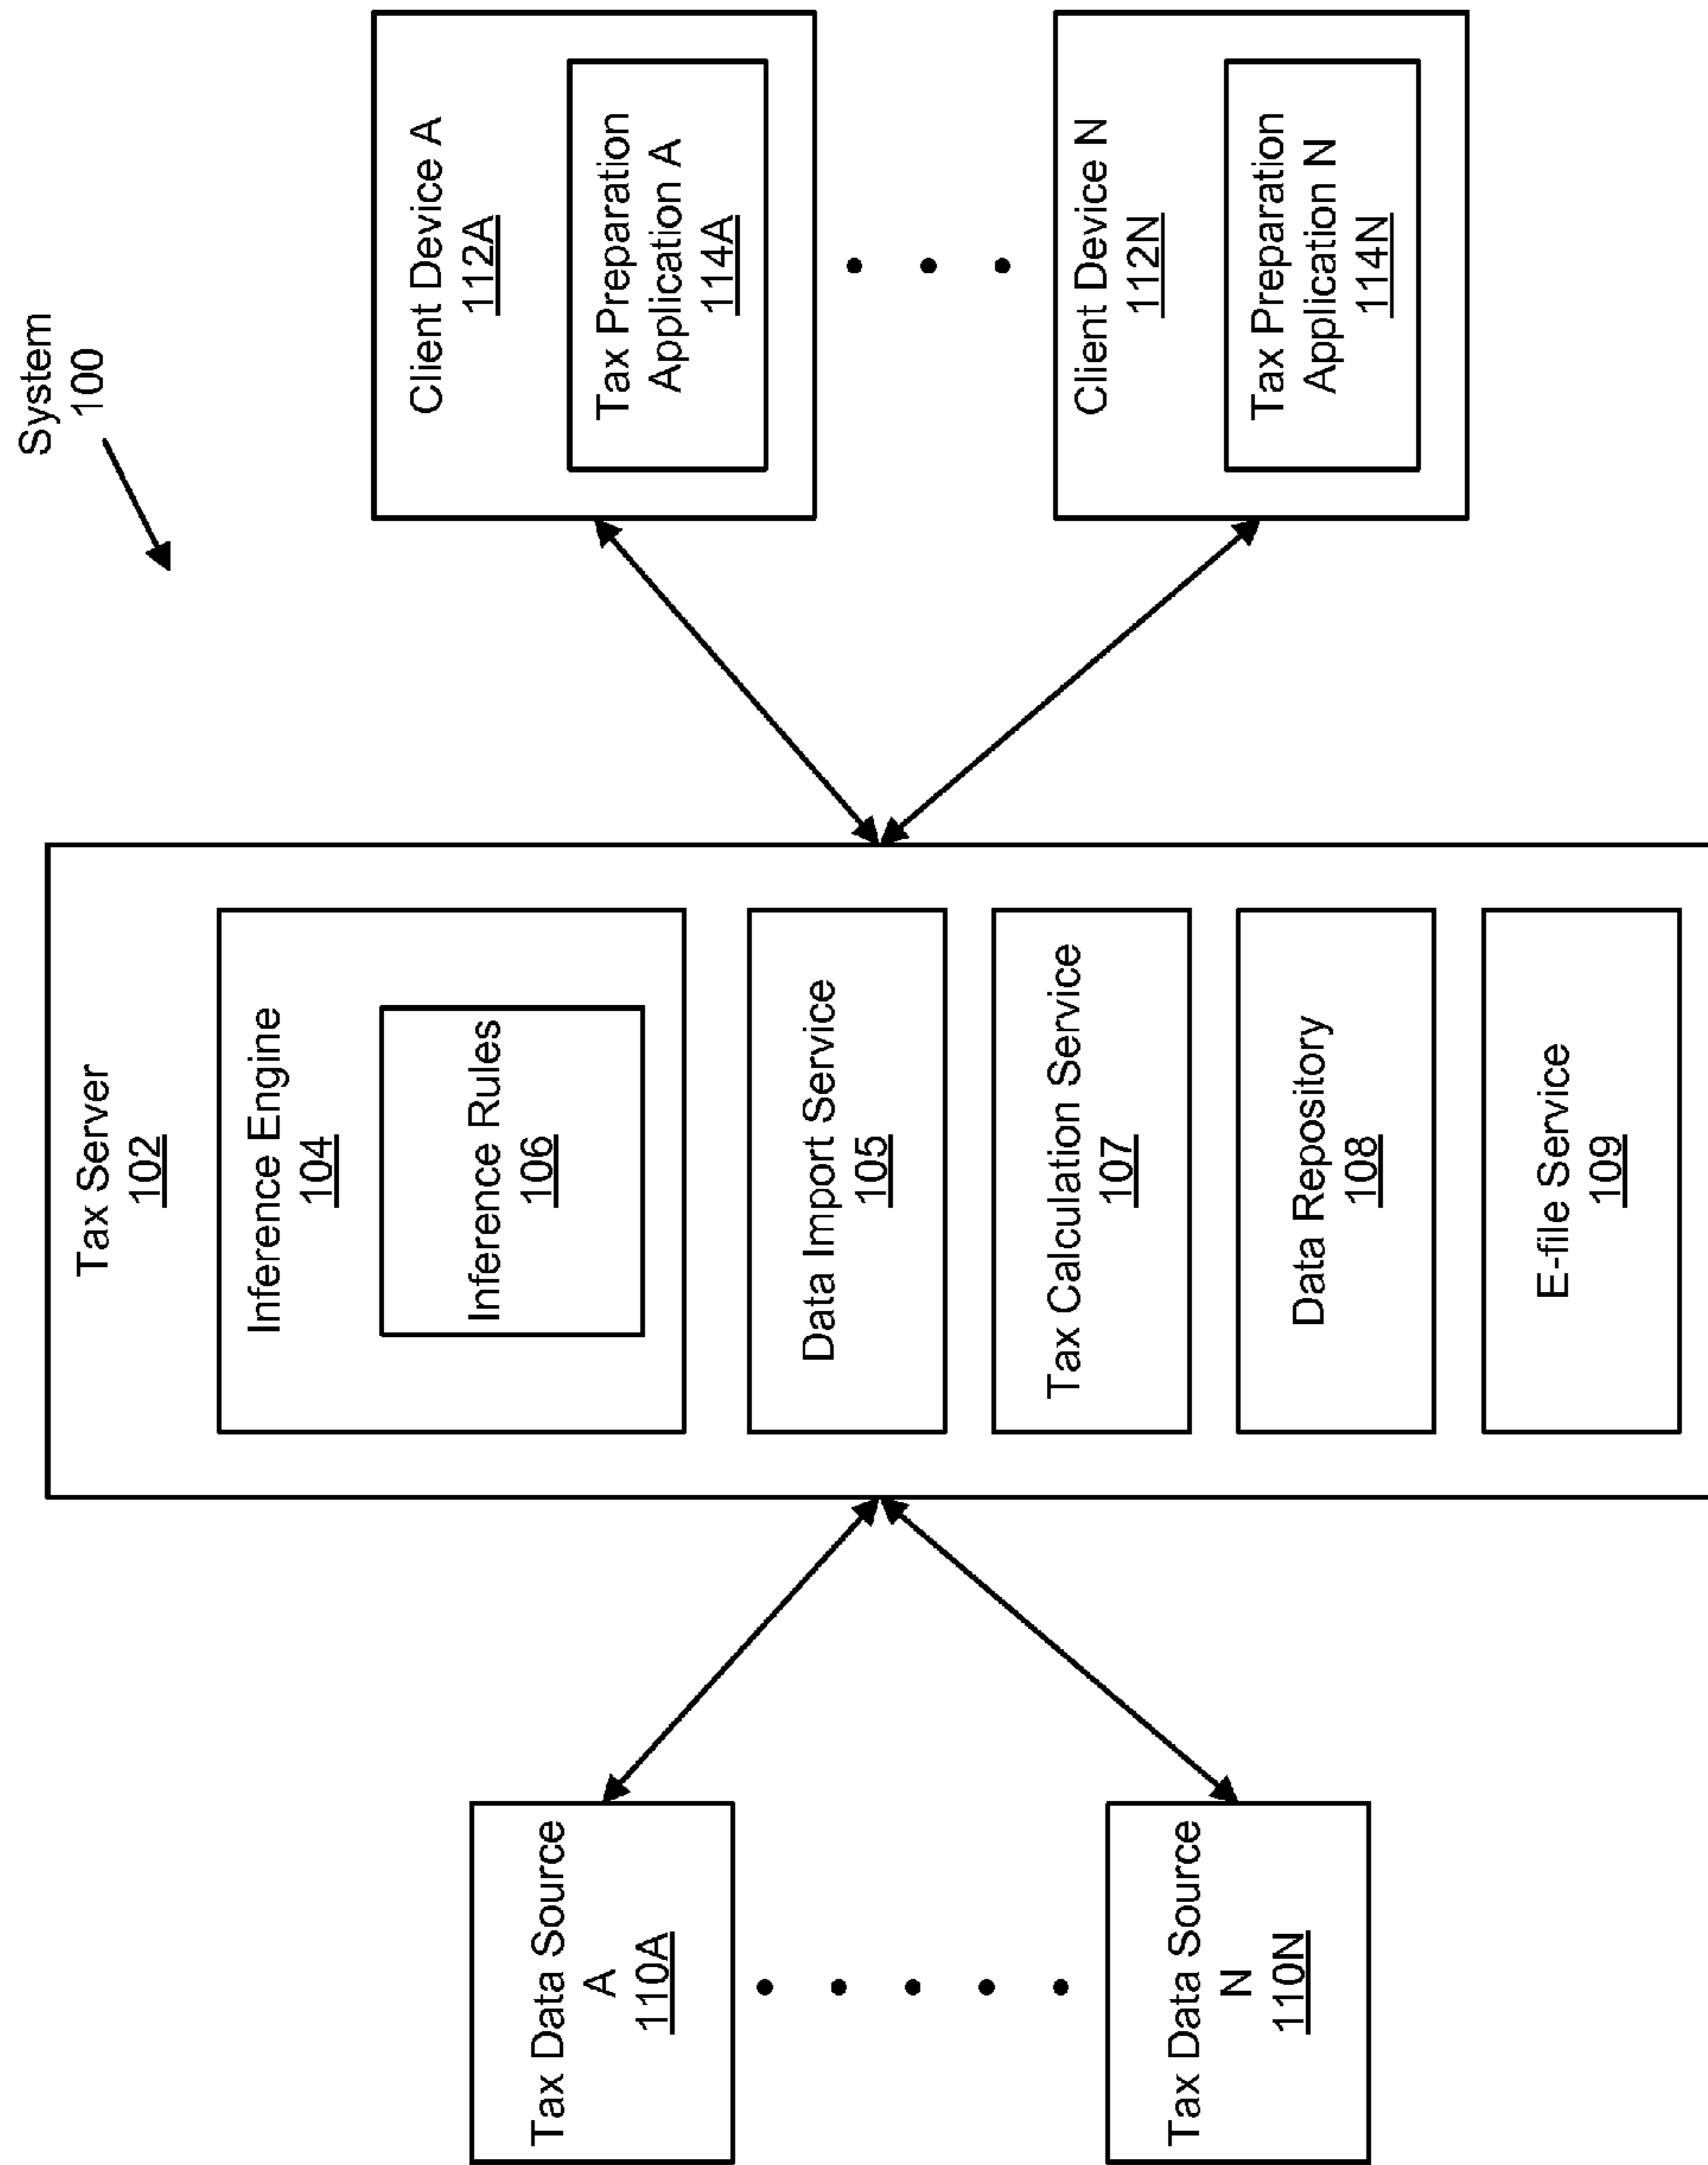 System
100
Tax Data Source
A
110A
Tax Data Source
N
110N
Tax Server
102
Inference Engine
104
Inference Rules
106
Data Import Service
105
Tax Calculation Service
107
Data Repository
108
E-file Service
109
Client Device A
112A
Tax Preparation
Application A
114A
Client Device N
112N
Tax Preparation
Application N
114N